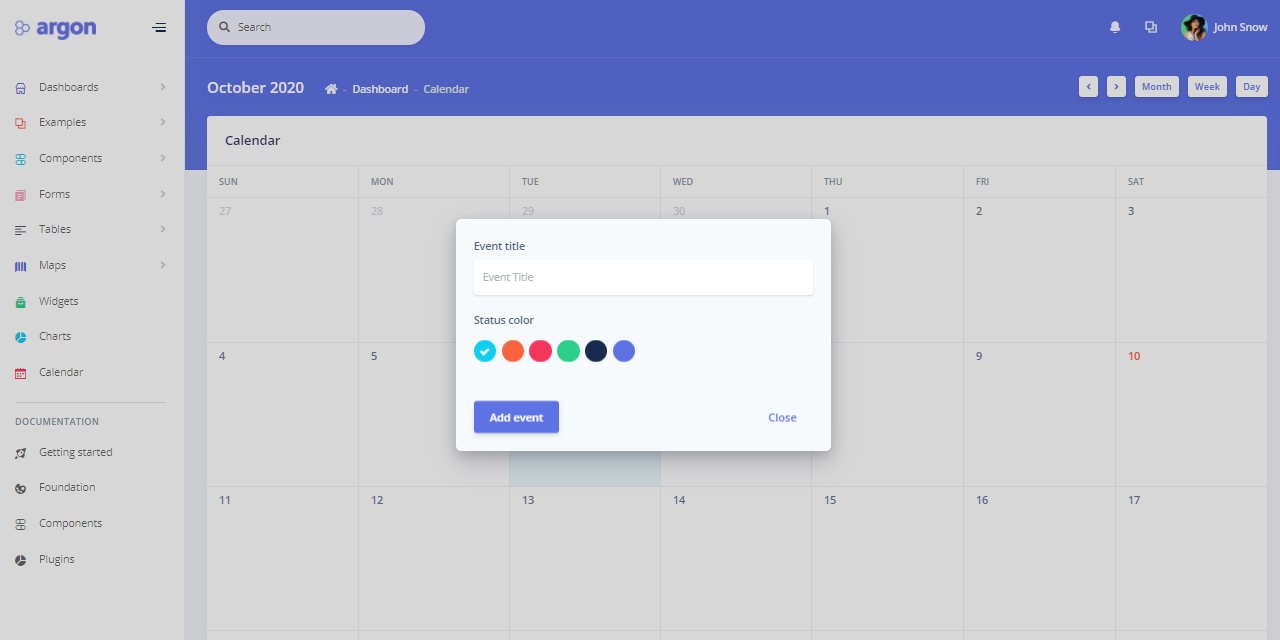 argon
Search
John Snow
Dashboards
Examples
Components
Forms
Tables
Maps
Widgets
Charts
Calendar
DOCUMENTATION
Getting started
Foundation
Components
Plugins
October 2020
- Dashboard - Calendar
< > Month Week Day
Calendar
SUN MON TUE WED THU FRI SAT
27 28 29 30 1 2 3
4 5 9 10
11 12 13 14 15 16 17
Event title
Event Title
Status color
Add event Close